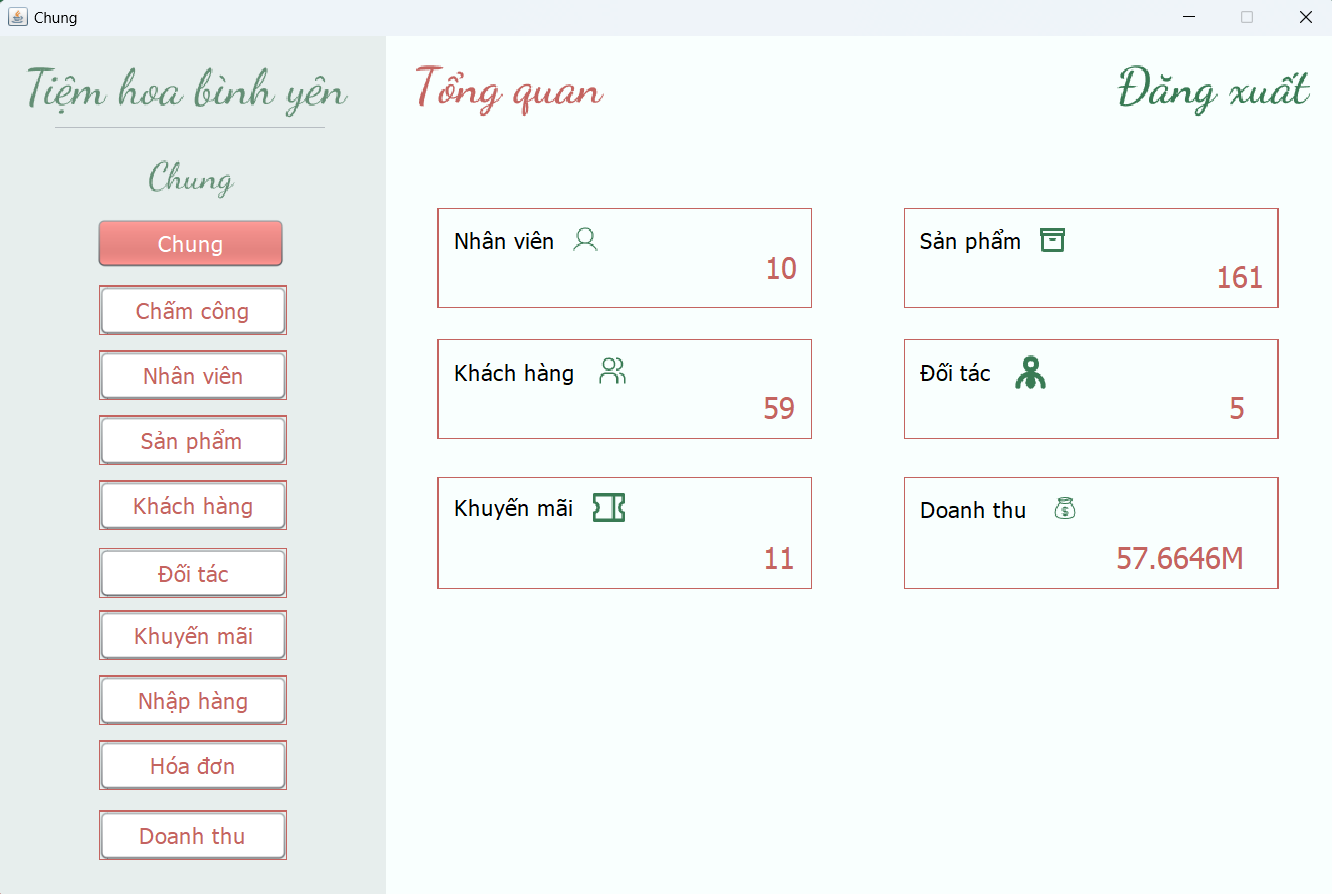 Chung
Tiệm hoa bình yên
Chung
Chung
Chấm công
Nhân viên
Sản phẩm
Khách hàng
Đối tác
Khuyến mãi
Nhập hàng
Hóa đơn
Doanh thu
Tổng quan
Đăng xuất
Nhân viên
10
Sản phẩm
161
Khách hàng
59
Đối tác
5
Khuyến mãi
11
Doanh thu
57.6646M